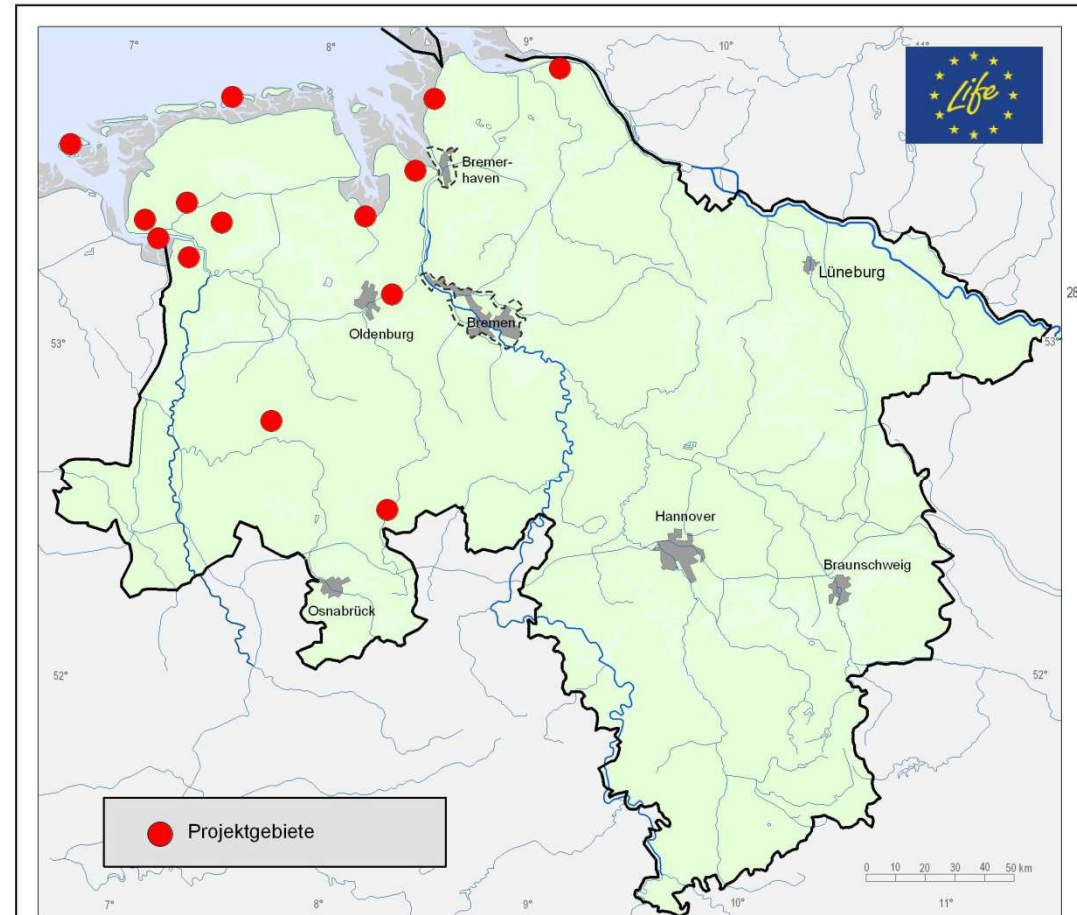 7°
8°
9°
10°
11°
Life
Bremer-
haven
Lüneburg
28
Oldenburg
Bremen
53°
53°
Hannover
Braunschweig
Osnabrück
52°
52°
Projektgebiete
0 10 20 30 40 50 km
7°
8°
9°
10°
11°